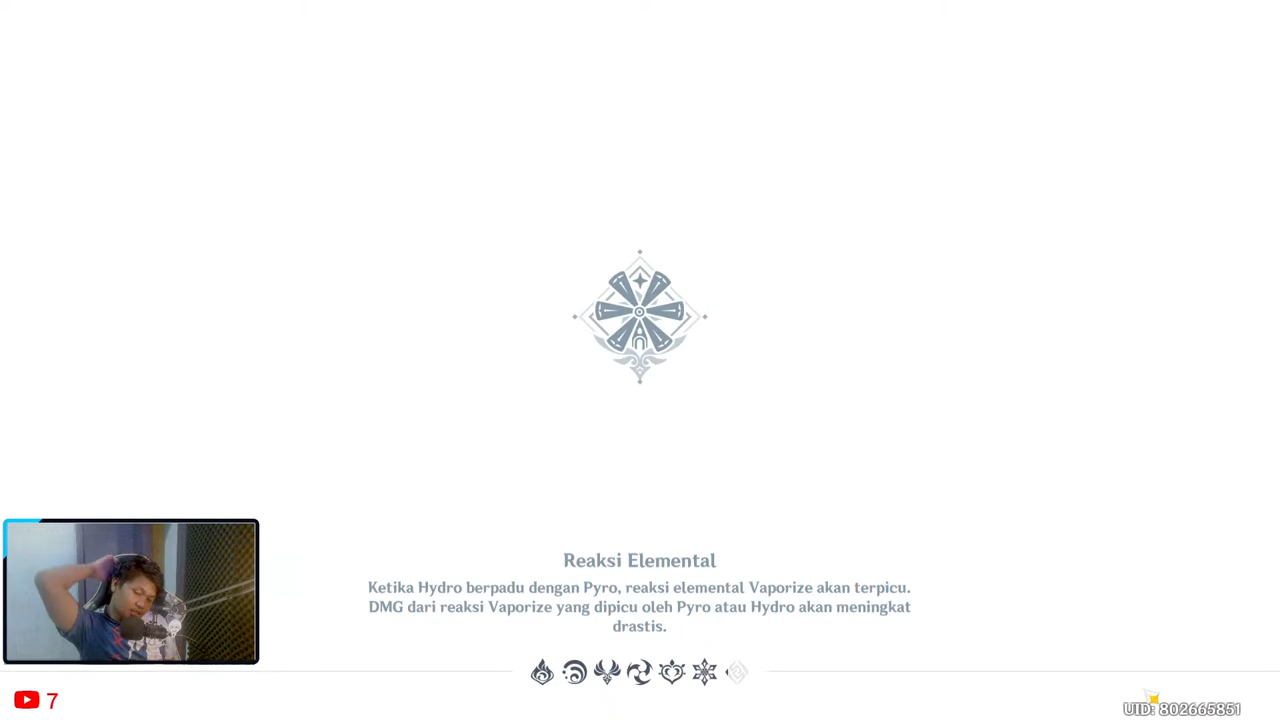 Reaksi Elemental
Ketika Hydro berpadu dengan Pyro, reaksi elemental Vaporize akan terpicu.
DMG dari reaksi Vaporize yang dipicu oleh Pyro atau Hydro akan meningkat
drastis.
7
UID: 802665851